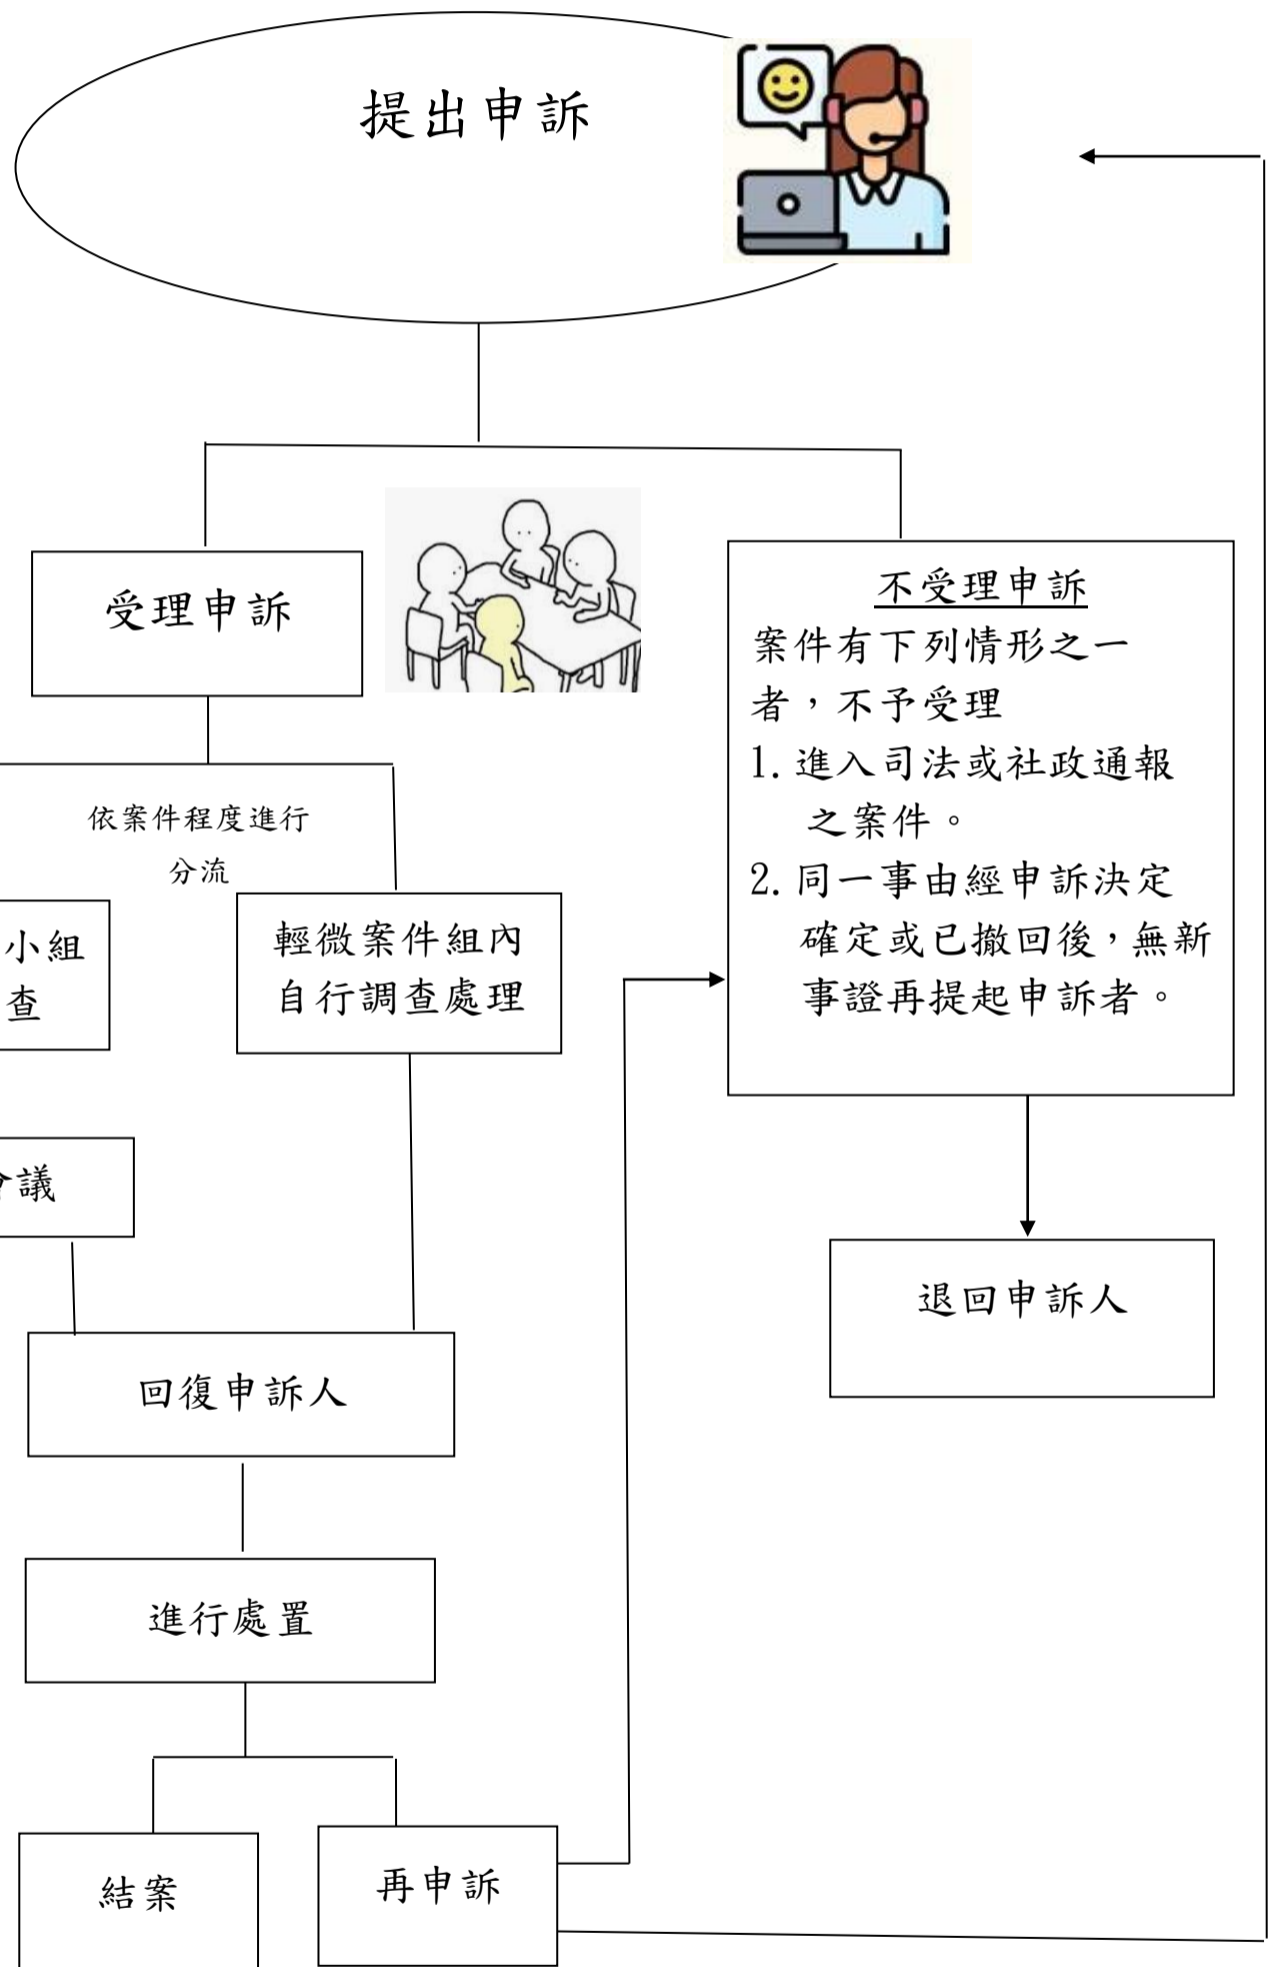 提出申訴
受理申訴
不受理申訴
案件有下列情形之一
者，不予受理
1. 進入司法或社政通報
之案件。
2. 同一事由經申訴決定
確定或已撤回後，無新
事證再提起申訴者。
依案件程度進行
分流
小組
查
輕微案件組內
自行調查處理
議
退回申訴人
回復申訴人
進行處置
結案
再申訴